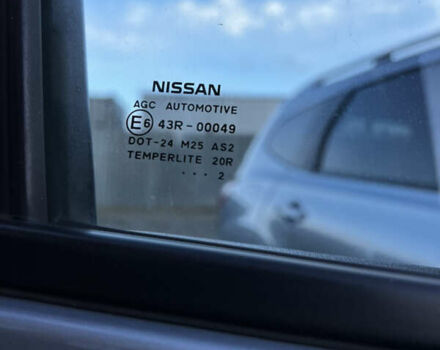 NISSAN
AGC AUTOMOTIVE
E6 43R-00049
DOT-24 M25 AS2
TEMPERLITE 20R
··· 2